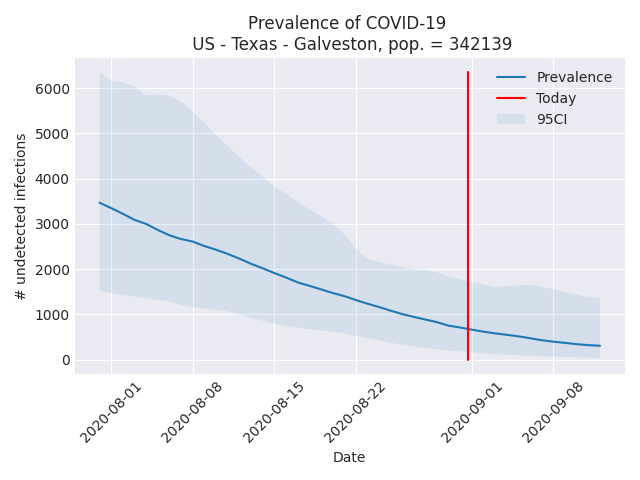 Prevalence of COVID-19
US - Texas - Galveston, pop. = 342139
Prevalence
Today
95CI
# undetected infections
6000
5000
4000
3000
2000
1000
0
2020-08-01
2020-08-08
2020-08-15
2020-08-22
2020-09-01
2020-09-08
Date